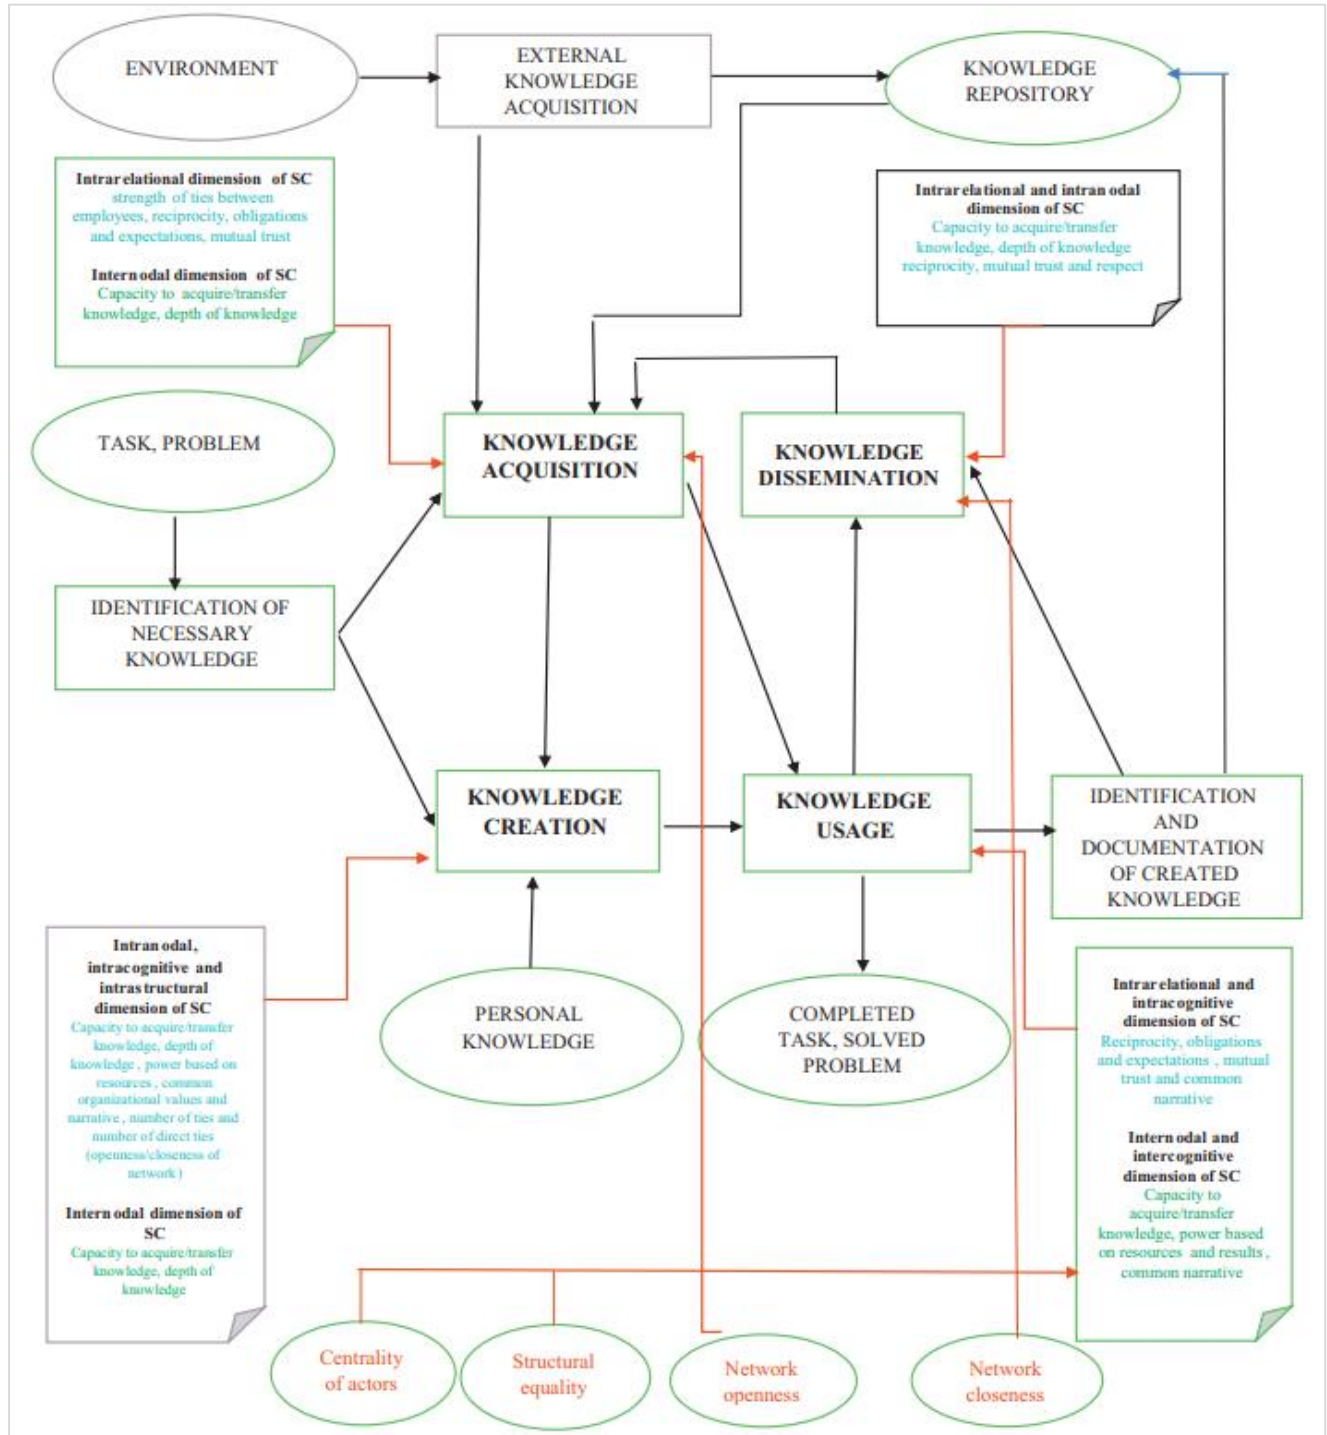 ENVIRONMENT
EXTERNAL
KNOWLEDGE
ACQUISITION
KNOWLEDGE
REPOSITORY
Intrarelational dimension of SC
strength of ties between
employees, reciprocity, obligations
and expectations, mutual trust
Internodal dimension of SC
Capacity to acquire/transfer
knowledge, depth of knowledge
Intrarelational and intranodal
dimension of SC
Capacity to acquire/transfer
knowledge, depth of knowledge
reciprocity, mutual trust and respect
TASK, PROBLEM
KNOWLEDGE
ACQUISITION
KNOWLEDGE
DISSEMINATION
IDENTIFICATION OF
NECESSARY
KNOWLEDGE
KNOWLEDGE
CREATION
KNOWLEDGE
USAGE
IDENTIFICATION
AND
DOCUMENTATION
OF CREATED
KNOWLEDGE
Intranodal,
intracognitive and
intrastructural
dimension of SC
Capacity to acquire/transfer
knowledge, depth of
knowledge, power based on
resources, common
organizational values and
narrative, number of ties and
number of direct ties
(openness/closeness of
network)
Internodal dimension of
SC
Capacity to acquire/transfer
knowledge, depth of
knowledge
PERSONAL
KNOWLEDGE
COMPLETED
TASK, SOLVED
PROBLEM
Intrarelational and
intracognitive
dimension of SC
Reciprocity, obligations
and expectations, mutual
trust and common
narrative
Internodal and
intercognitive
dimension of SC
Capacity to
acquire/transfer
knowledge, power based
on resources and results,
common narrative
Centrality
of actors
Structural
equality
Network
openness
Network
closeness